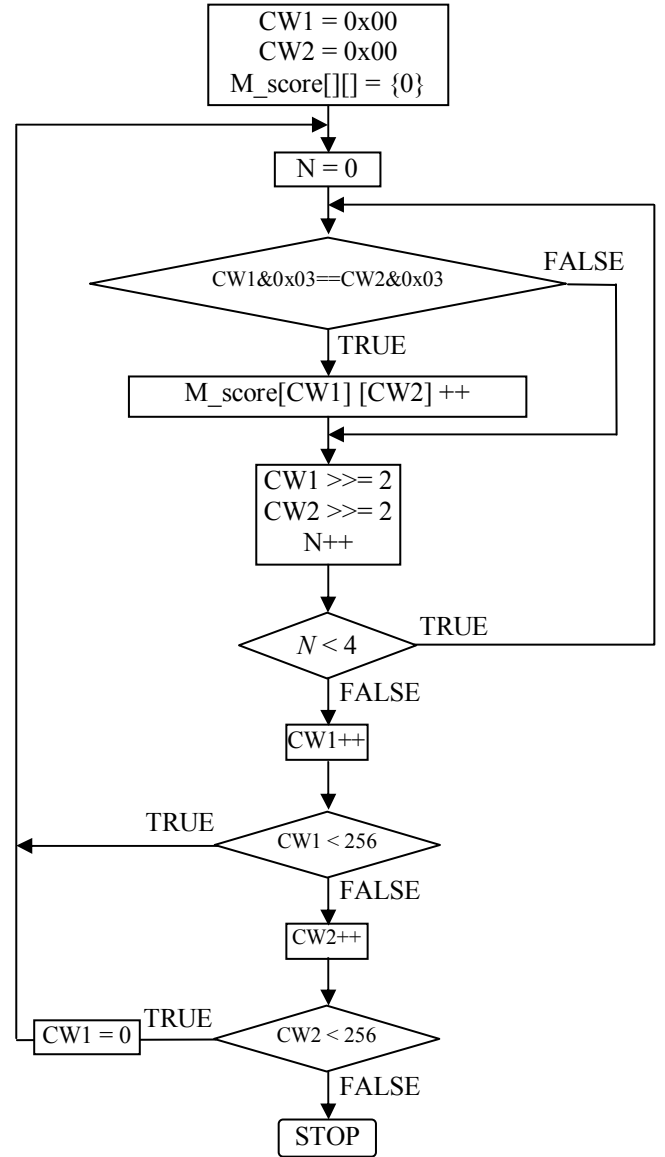 CW1 = 0x00
CW2 = 0x00
M_score[][] = {0}
N = 0
CW1&0x03==CW2&0x03
FALSE
TRUE
M_score[CW1] [CW2] ++
CW1 >>= 2
CW2 >>= 2
N++
N < 4
TRUE
FALSE
CW1++
TRUE
CW1 < 256
FALSE
CW2++
CW1 = 0
TRUE
CW2 < 256
FALSE
STOP